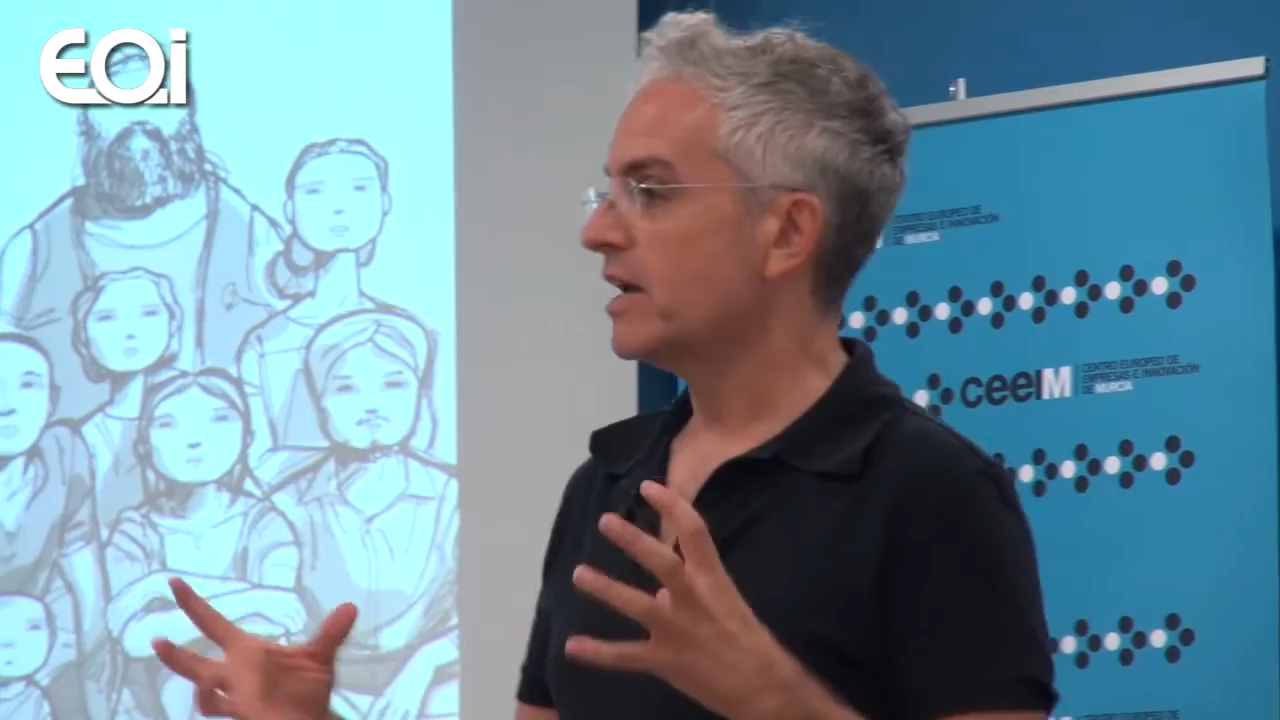 EOi
CENTRO EUROPEO DE
EMPRESAS E INNOVACIÓN
DE MURCIA
ceeiM
CENTRO EUROPEO DE
EMPRESAS E INNOVACIÓN
DE MURCIA